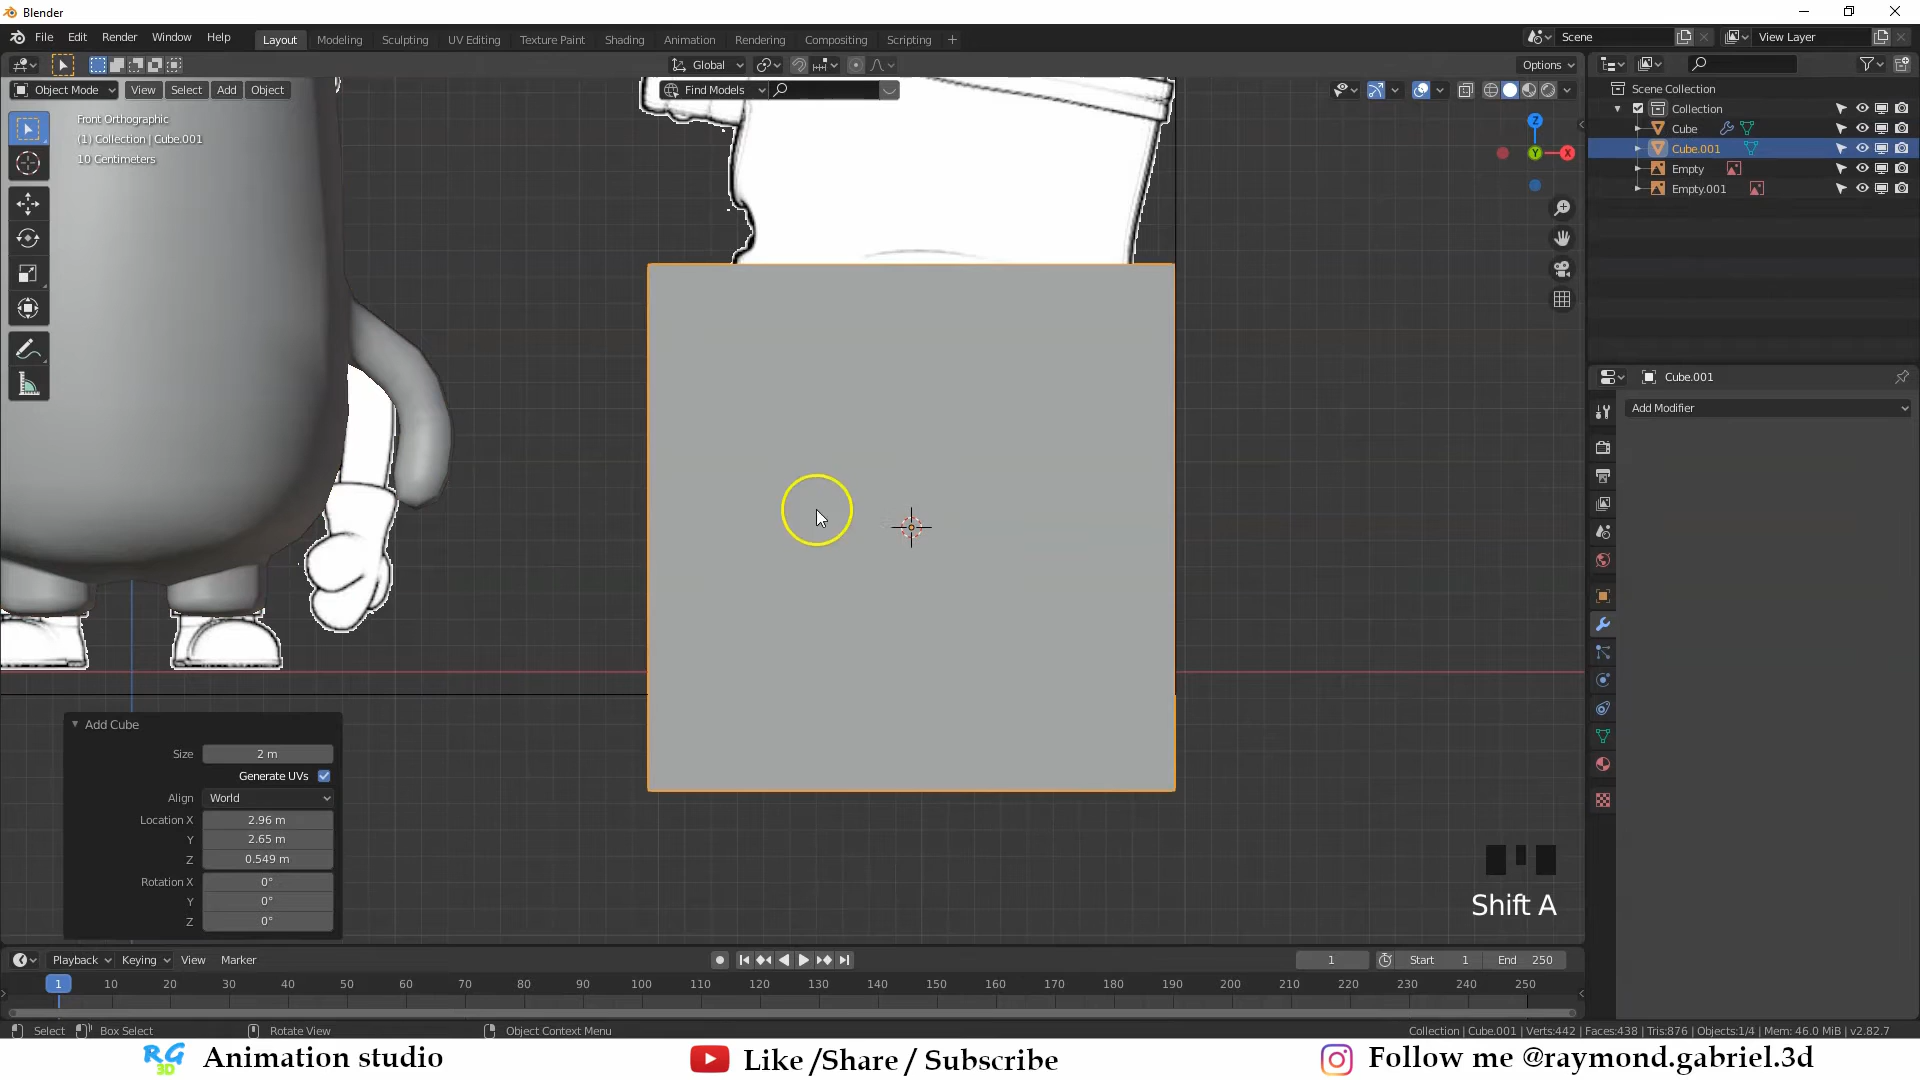 Blender
File Edit Render Window Help
Layout Modeling Sculpting UV Editing Texture Paint Shading Animation Rendering Compositing Scripting +
Scene
View Layer
Global
Options
Object Mode View Select Add Object
Find Models
Front Orthographic
(1) Collection | Cube.001
10 Centimeters
Z
Y
X
Scene Collection
Collection
Cube
Cube.001
Empty
Empty.001
Cube.001
Add Modifier
Add Cube
Size 2 m
Generate UVs
Align World
Location X 2.96 m
Y 2.65 m
Z 0.549 m
Rotation X 0°
Y 0°
Z 0°
Shift A
Playback Keying View Marker
1
Start 1
End 250
1 10 20 30 40 50 60 70 80 90 100 110 120 130 140 150 160 170 180 190 200 210 220 230 240 250
Select Box Select Rotate View Object Context Menu
Collection | Cube.001 | Verts:442 | Faces:438 | Tris:876 | Objects:1/4 | Mem: 46.0 MiB | v2.82.7
RG 3D Animation studio
Like /Share / Subscribe
Follow me @raymond.gabriel.3d